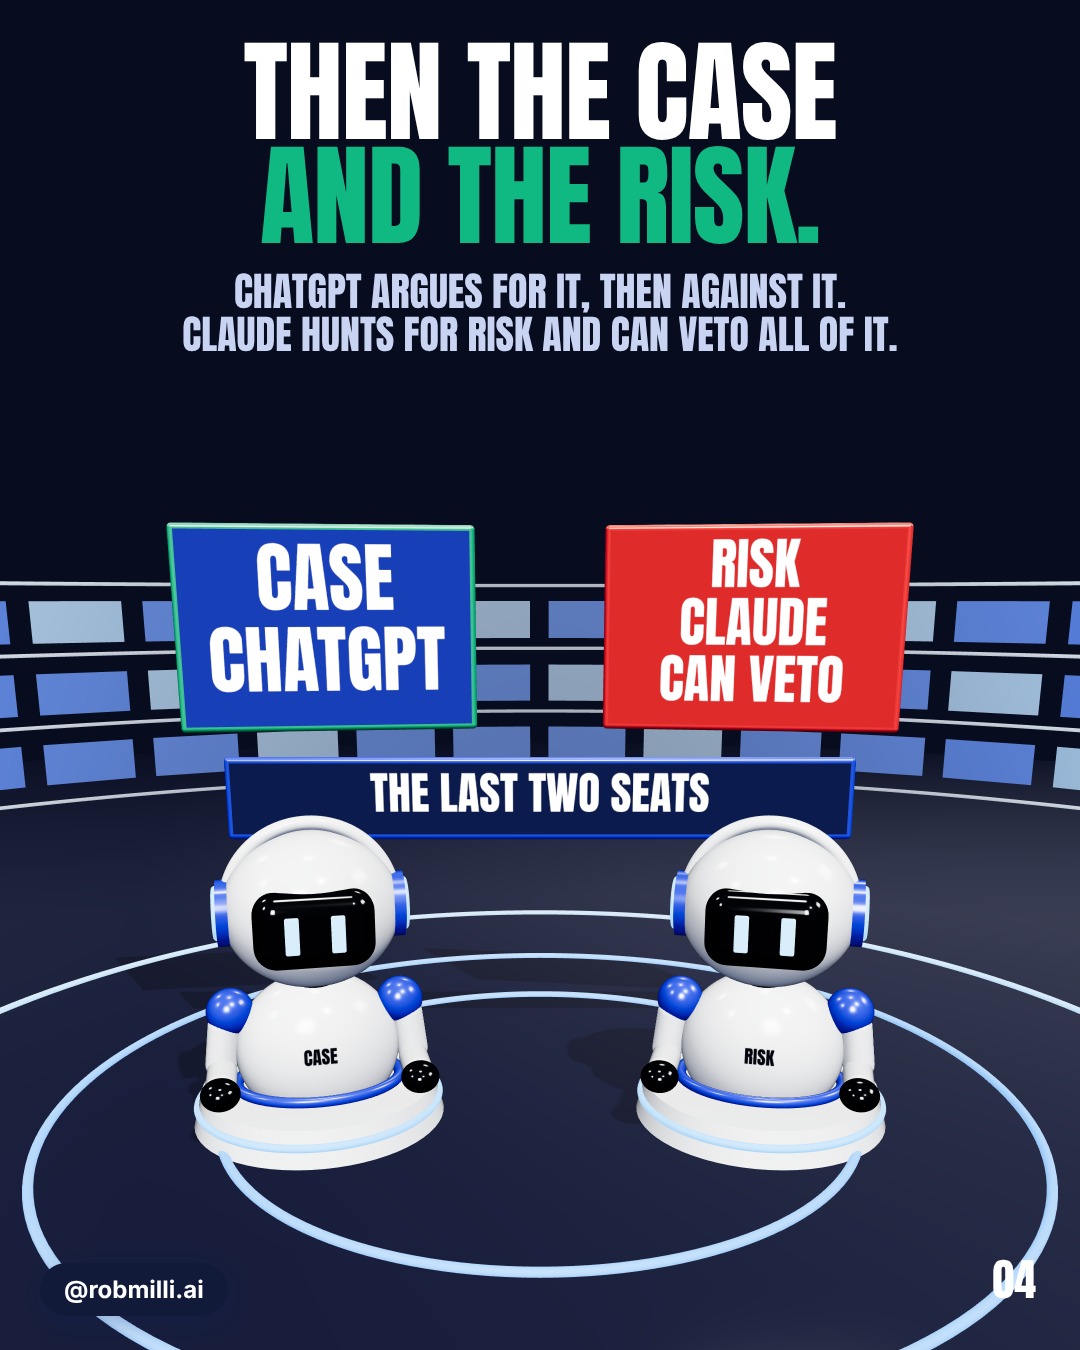 THEN THE CASE
AND THE RISK.
CHATGPT ARGUES FOR IT, THEN AGAINST IT.
CLAUDE HUNTS FOR RISK AND CAN VETO ALL OF IT.
CASE
CHATGPT
RISK
CLAUDE
CAN VETO
THE LAST TWO SEATS
CASE
RISK
@robmilli.ai
04